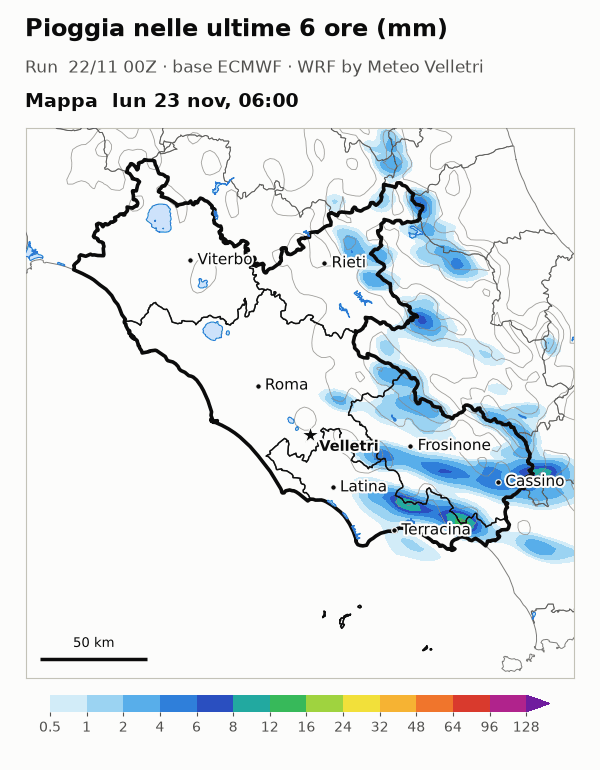 Pioggia nelle ultime 6 ore (mm)
Run  22/11 00Z · base ECMWF · WRF by Meteo Velletri
Mappa  lun 23 nov, 06:00
Viterbo
Rieti
Roma
Velletri
Frosinone
Latina
Cassino
Terracina
50 km
0.5 1 2 4 6 8 12 16 24 32 48 64 96 128